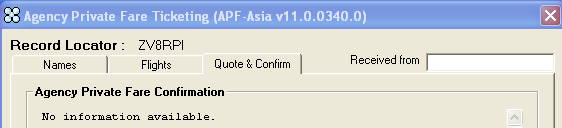 Agency Private Fare Ticketing (APF-Asia v11.0.0340.0)
Record Locator : ZV8RPI
Names Flights Quote & Confirm Received from
Agency Private Fare Confirmation
No information available.